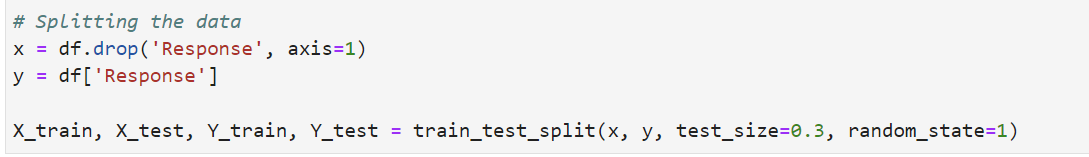 # Splitting the data
x = df.drop('Response', axis=1)
y = df['Response']
X_train, X_test, Y_train, Y_test = train_test_split(x, y, test_size=0.3, random_state=1)